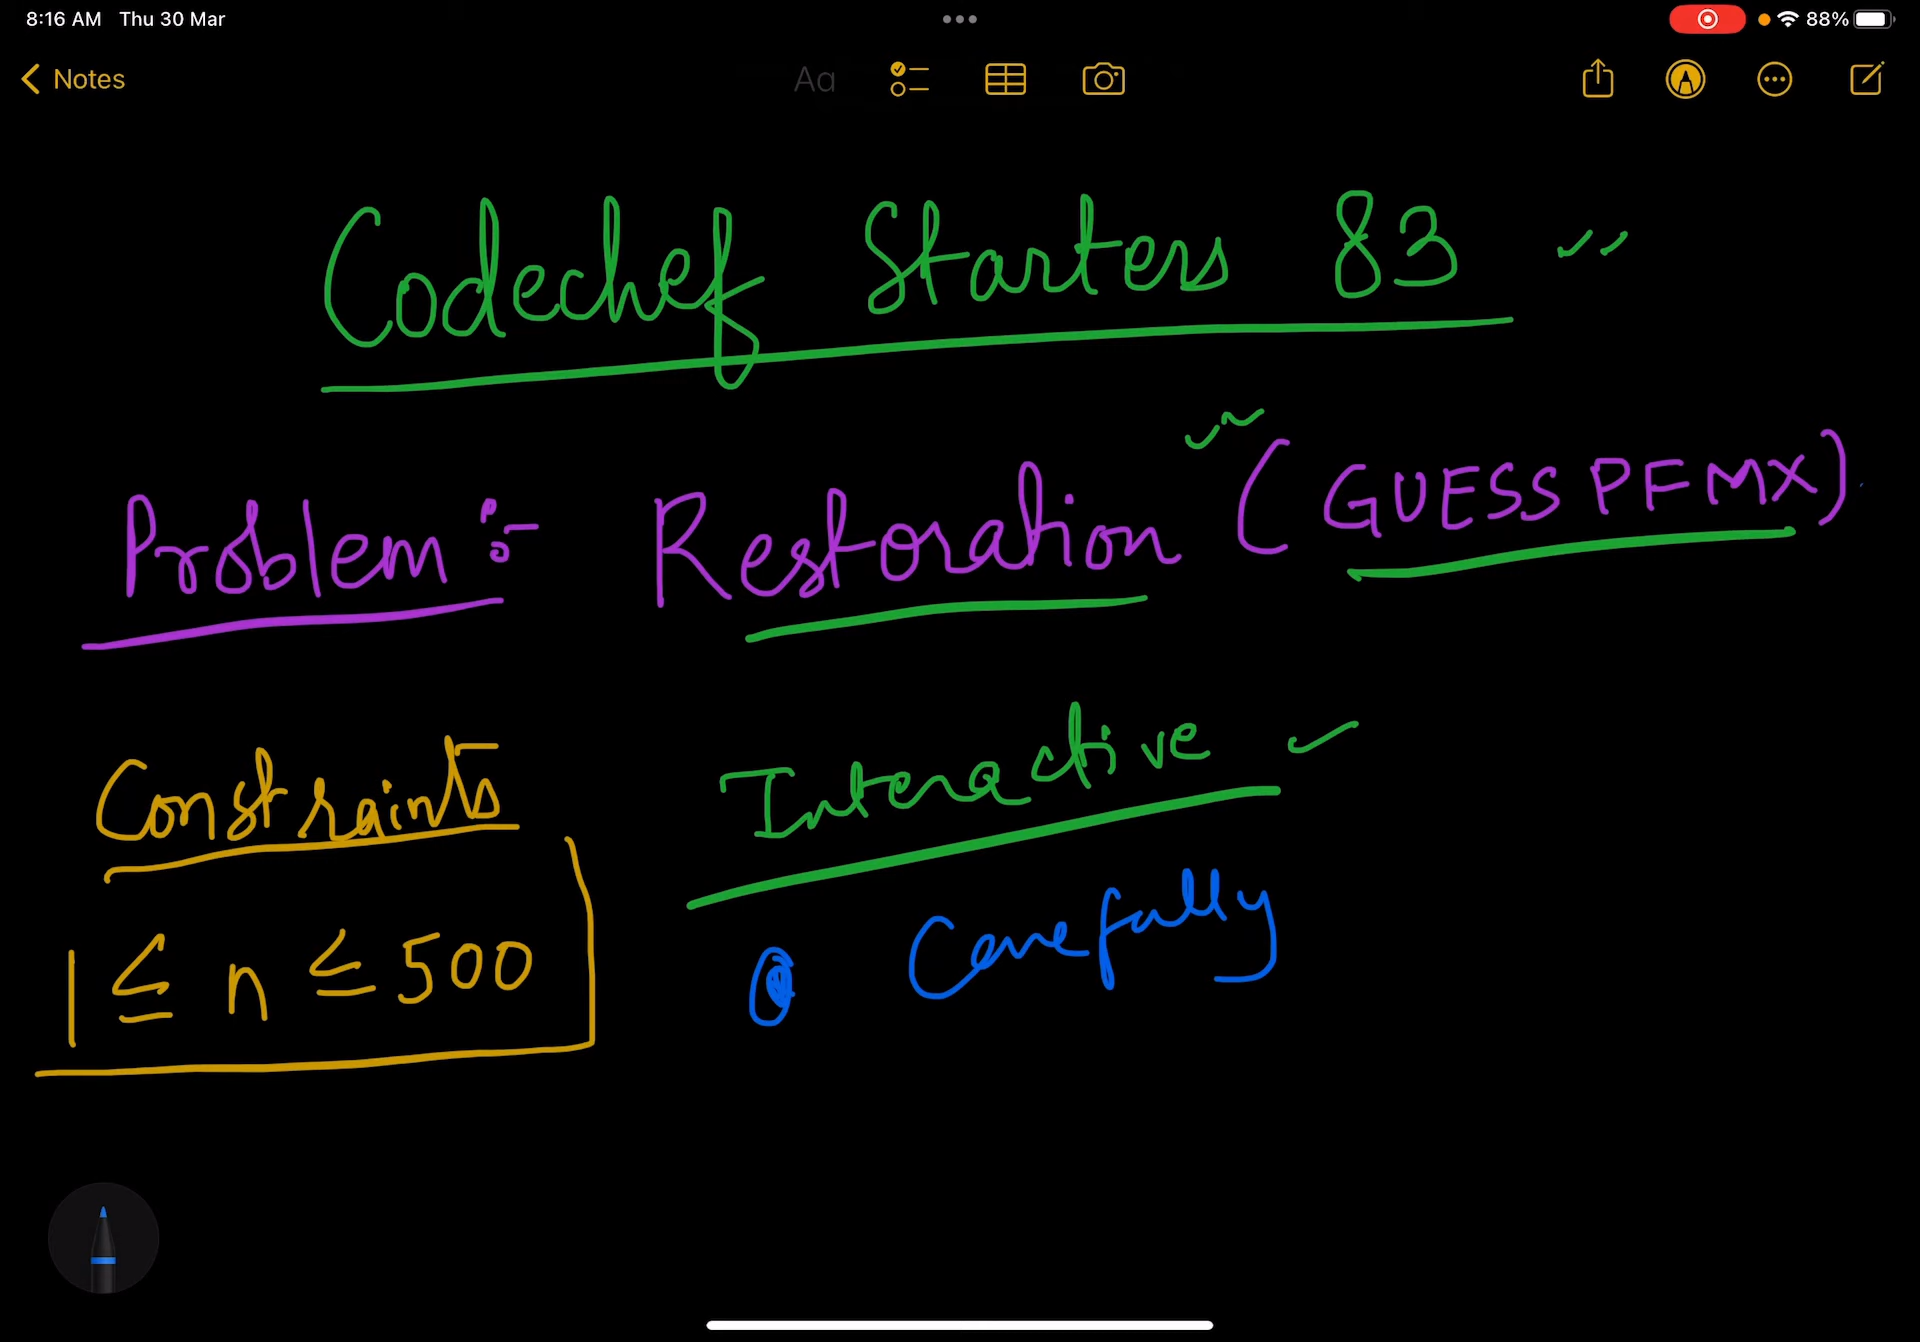 8:16 AM Thu 30 Mar
88%
Notes
Aa
Codechef Starters 83
Problem :- Restoration (GUESSPFMX)
Constraints
Interactive
1 ≤ n ≤ 500
Carefully